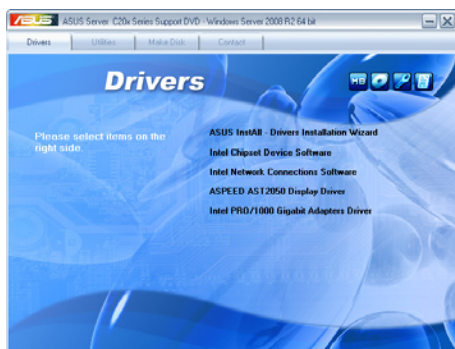 ASUS ASUS Server C20x Series Support DVD - Windows Server 2008 R2 64 bit
Drivers Utilities Make Disk Contact
Drivers
MB
Please select items on the
right side.
ASUS InstAll - Drivers Installation Wizard
Intel Chipset Device Software
Intel Network Connections Software
ASPEED AST2050 Display Driver
Intel PRO/1000 Gigabit Adapters Driver